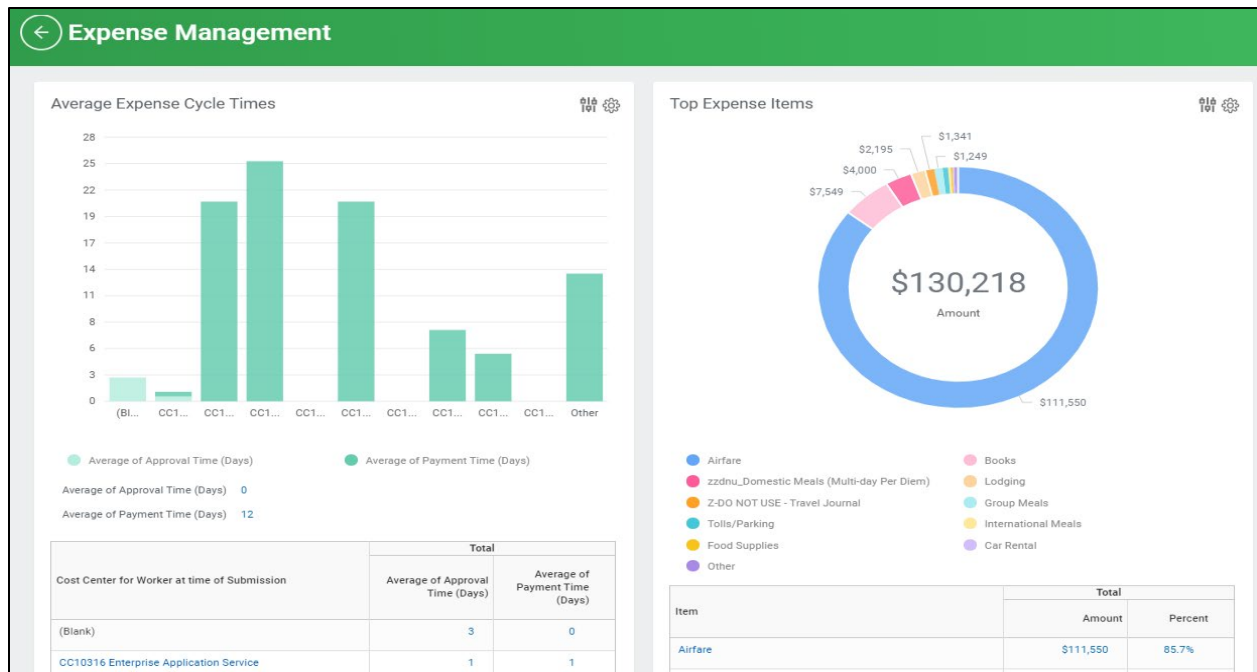 Expense Management
Average Expense Cycle Times
28
25
22
19
17
14
11
8
6
3
0
(Bl...
CC1...
CC1...
CC1...
CC1...
CC1...
CC1...
CC1...
CC1...
CC1...
Other
Average of Approval Time (Days)
Average of Payment Time (Days)
Average of Approval Time (Days) 0
Average of Payment Time (Days) 12
Total
Cost Center for Worker at time of Submission
Average of Approval
Time (Days)
Average of
Payment Time
(Days)
(Blank) 3 0
CC10316 Enterprise Application Service 1 1
Top Expense Items
$1,341
$2,195
$1,249
$4,000
$7,549
$130,218
Amount
$111,550
Airfare
Books
zzdnu_Domestic Meals (Multi-day Per Diem)
Lodging
Z-DO NOT USE - Travel Journal
Group Meals
Tolls/Parking
International Meals
Food Supplies
Car Rental
Other
Total
Item
Amount
Percent
Airfare $111,550 85.7%